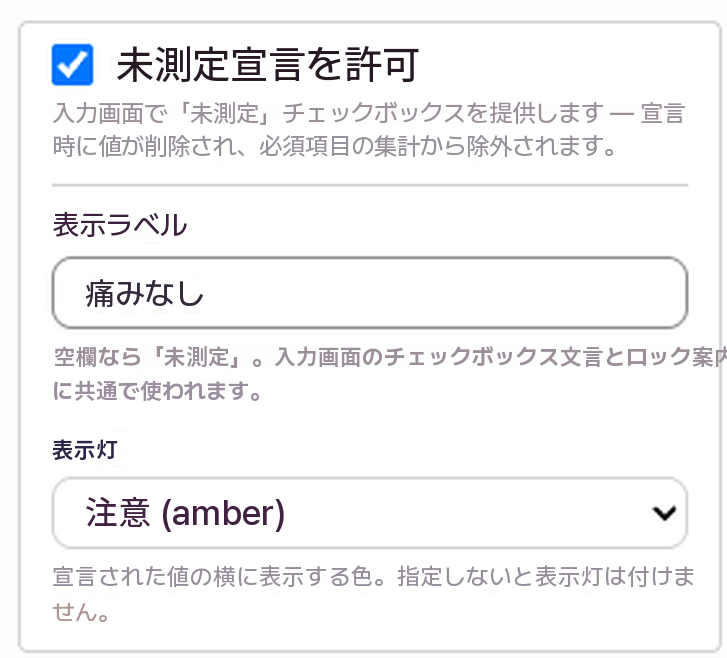 未測定宣言を許可
入力画面で「未測定」チェックボックスを提供します — 宣言
時に値が削除され、必須項目の集計から除外されます。
表示ラベル
痛みなし
空欄なら「未測定」。入力画面のチェックボックス文言とロック案内
に共通で使われます。
表示灯
注意 (amber)
宣言された値の横に表示する色。指定しないと表示灯は付けま
せん。